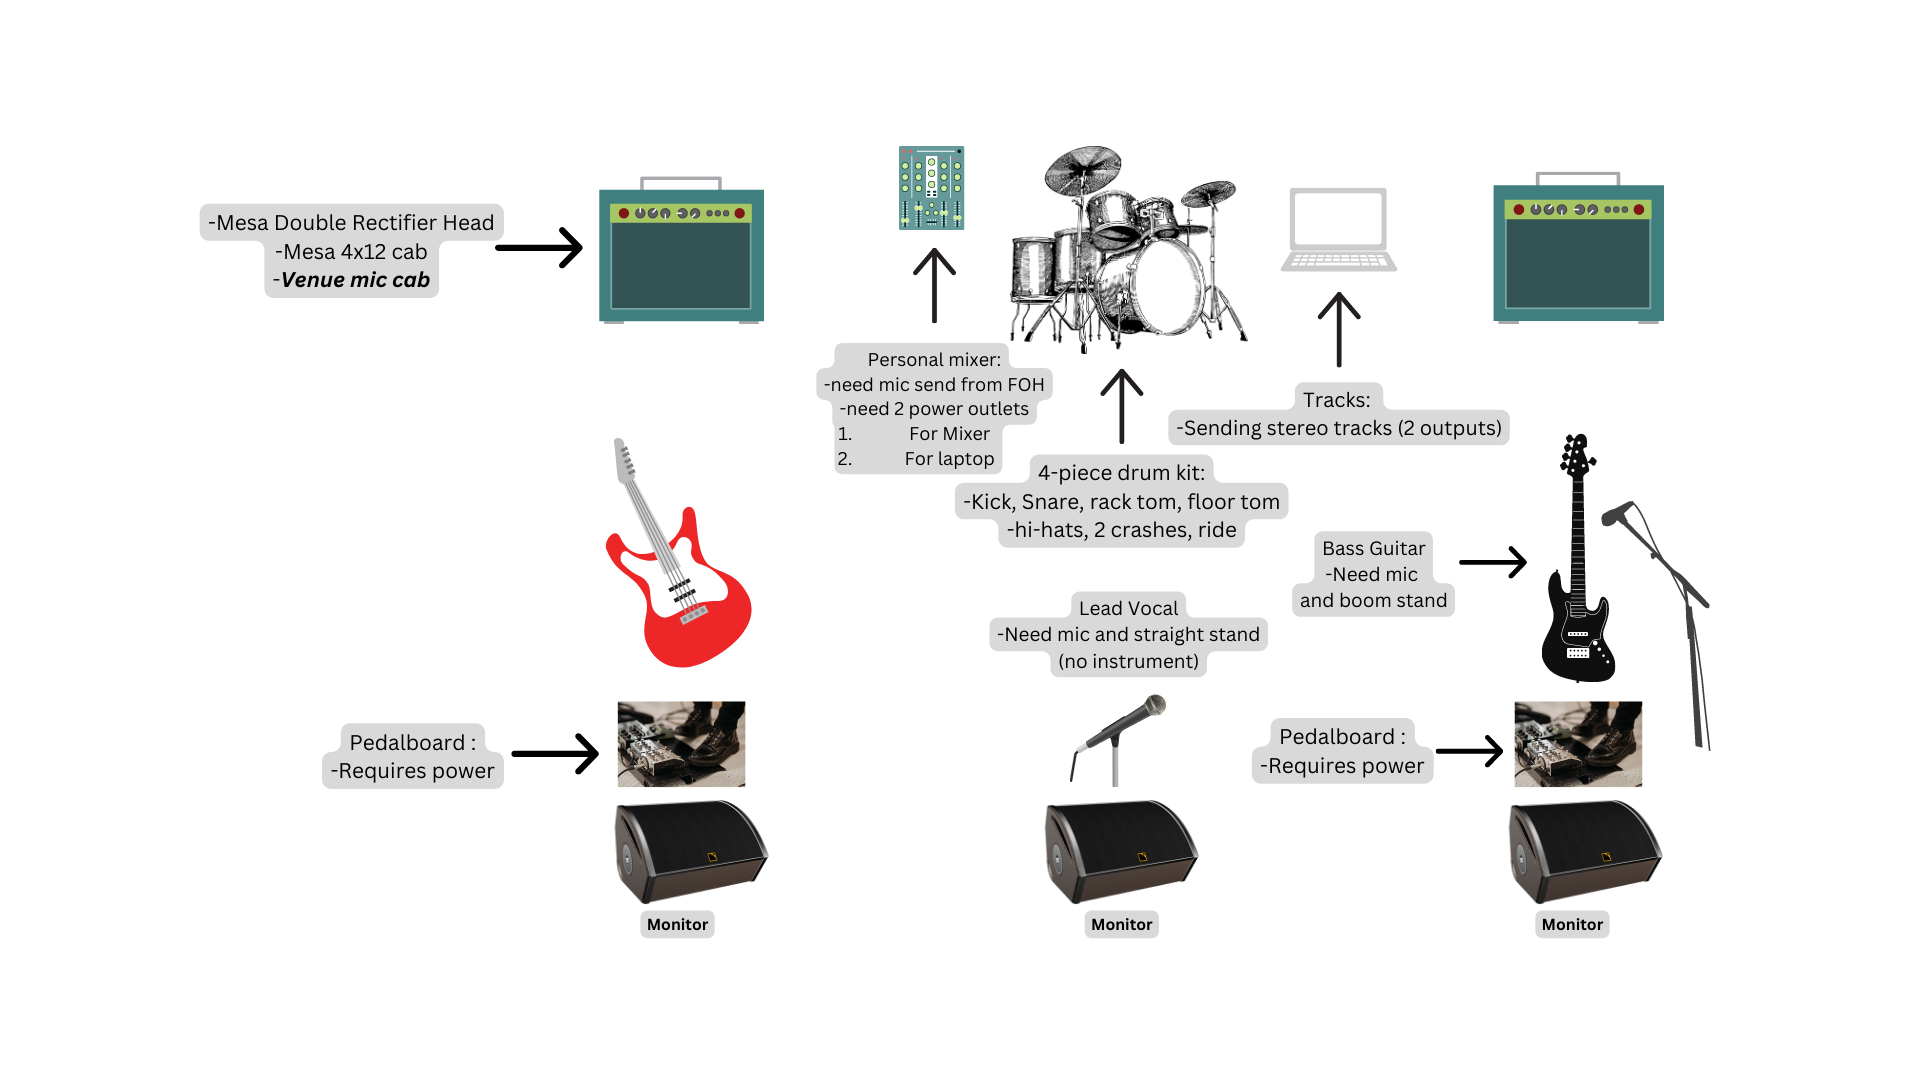 -Mesa Double Rectifier Head
-Mesa 4x12 cab
-Venue mic cab
Personal mixer:
-need mic send from FOH
-need 2 power outlets
1. For Mixer
2. For laptop
4-piece drum kit:
-Kick, Snare, rack tom, floor tom
-hi-hats, 2 crashes, ride
Tracks:
-Sending stereo tracks (2 outputs)
Bass Guitar
-Need mic
and boom stand
Lead Vocal
-Need mic and straight stand
(no instrument)
Pedalboard :
-Requires power
Pedalboard :
-Requires power
Monitor
Monitor
Monitor